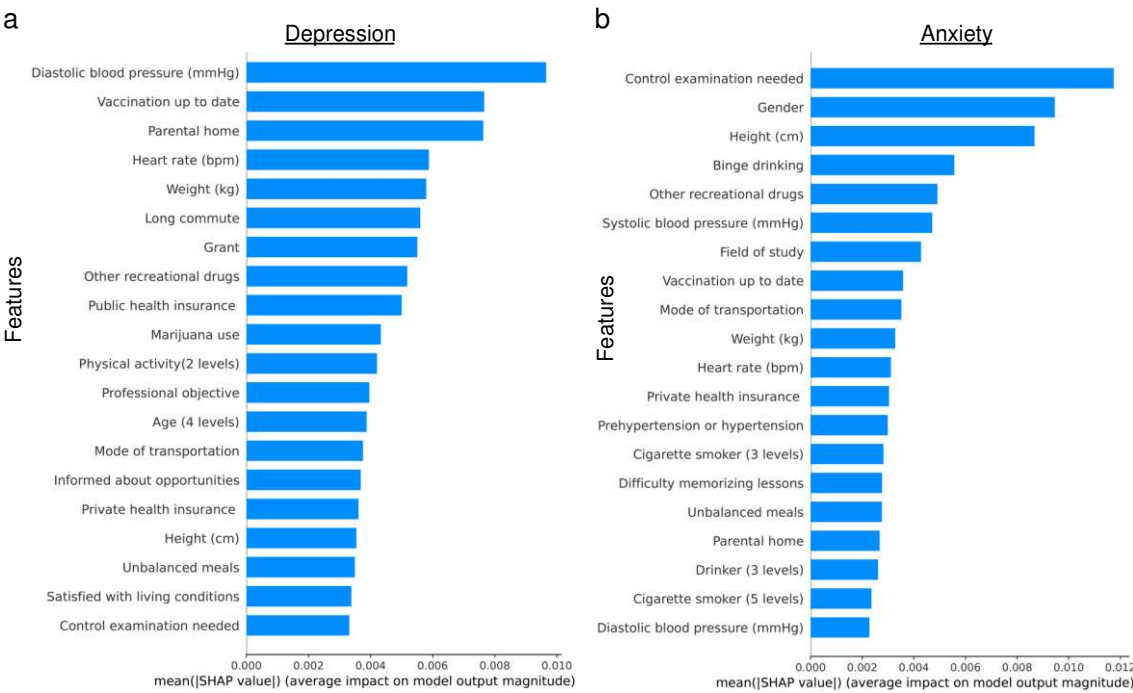 a
Depression
Features
Diastolic blood pressure (mmHg)
Vaccination up to date
Parental home
Heart rate (bpm)
Weight (kg)
Long commute
Grant
Other recreational drugs
Public health insurance
Marijuana use
Physical activity(2 levels)
Professional objective
Age (4 levels)
Mode of transportation
Informed about opportunities
Private health insurance
Height (cm)
Unbalanced meals
Satisfied with living conditions
Control examination needed
0.000 0.002 0.004 0.006 0.008 0.010
mean(|SHAP value|) (average impact on model output magnitude)
b
Anxiety
Features
Control examination needed
Gender
Height (cm)
Binge drinking
Other recreational drugs
Systolic blood pressure (mmHg)
Field of study
Vaccination up to date
Mode of transportation
Weight (kg)
Heart rate (bpm)
Private health insurance
Prehypertension or hypertension
Cigarette smoker (3 levels)
Difficulty memorizing lessons
Unbalanced meals
Parental home
Drinker (3 levels)
Cigarette smoker (5 levels)
Diastolic blood pressure (mmHg)
0.000 0.002 0.004 0.006 0.008 0.010 0.012
mean(|SHAP value|) (average impact on model output magnitude)